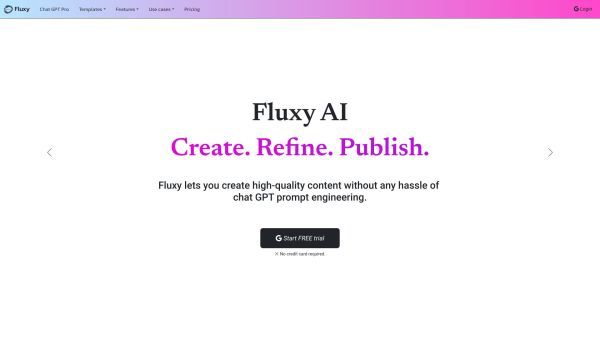 Fluxy
Chat GPT Pro
Templates
Features
Use cases
Pricing
Login
Fluxy AI
Create. Refine. Publish.
Fluxy lets you create high-quality content without any hassle of
chat GPT prompt engineering.
Start FREE trial
No credit card required